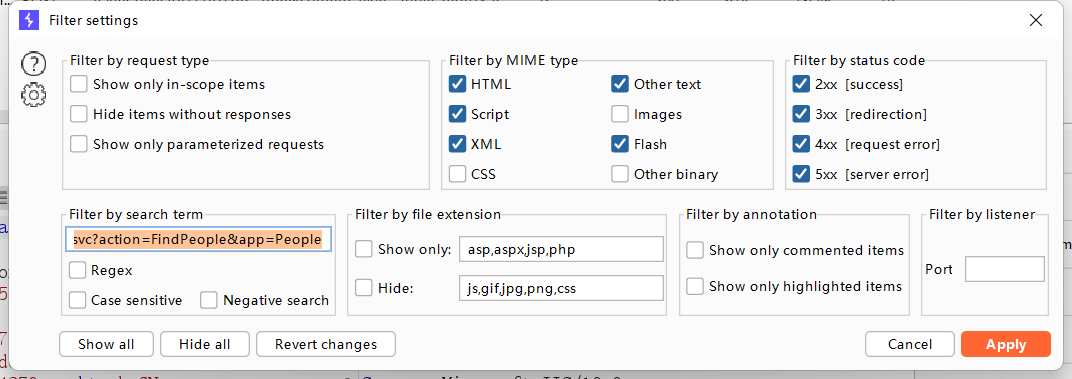 Filter settings
Filter by request type
Show only in-scope items
Hide items without responses
Show only parameterized requests
Filter by MIME type
HTML
Script
XML
CSS
Other text
Images
Flash
Other binary
Filter by status code
2xx [success]
3xx [redirection]
4xx [request error]
5xx [server error]
Filter by search term
svc?action=FindPeople&app=People
Regex
Case sensitive
Negative search
Filter by file extension
Show only: asp,aspx,jsp,php
Hide: js,gif,jpg,png,css
Filter by annotation
Show only commented items
Show only highlighted items
Filter by listener
Port
Show all
Hide all
Revert changes
Cancel
Apply